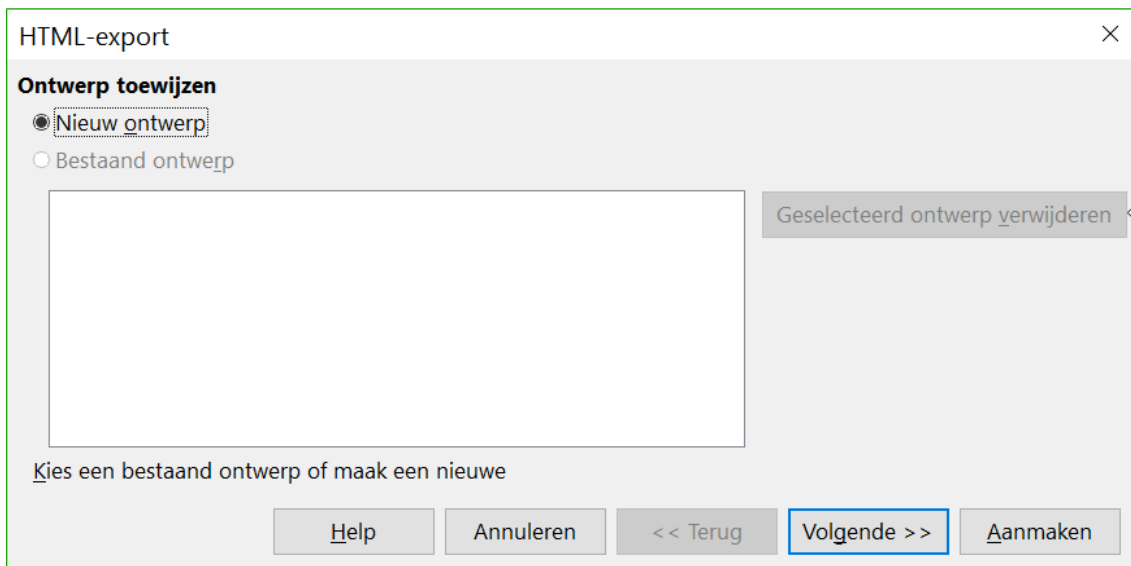 HTML-export
Ontwerp toewijzen
Nieuw ontwerp
Bestaand ontwerp
Geselecteerd ontwerp verwijderen
Kies een bestaand ontwerp of maak een nieuwe
Help Annuleren << Terug Volgende >> Aanmaken